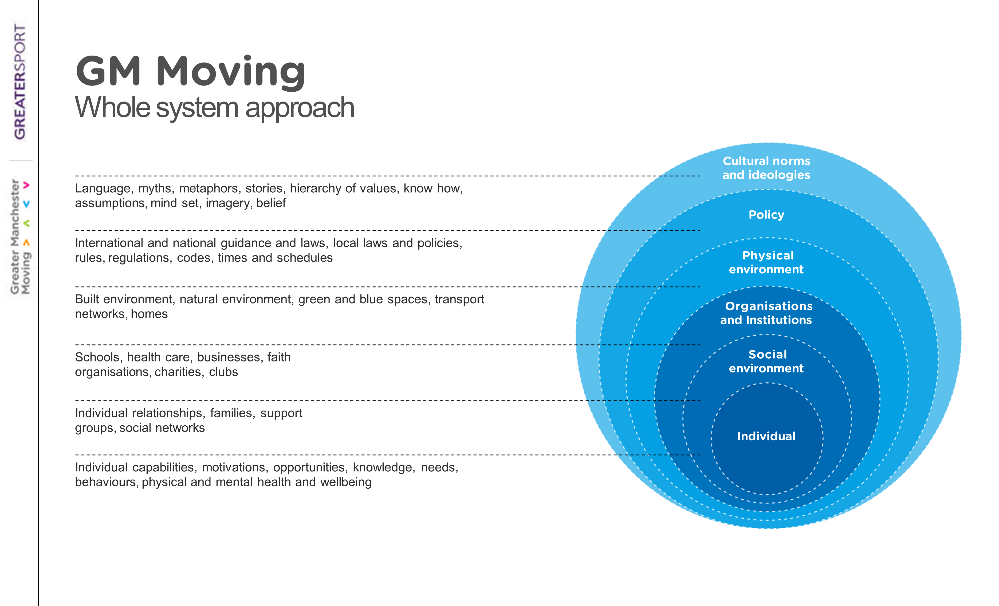 GREATERSPORT
Greater Manchester
Moving
GM Moving
Whole system approach
Language, myths, metaphors, stories, hierarchy of values, know how,
assumptions, mind set, imagery, belief
International and national guidance and laws, local laws and policies,
rules, regulations, codes, times and schedules
Built environment, natural environment, green and blue spaces, transport
networks, homes
Schools, health care, businesses, faith
organisations, charities, clubs
Individual relationships, families, support
groups, social networks
Individual capabilities, motivations, opportunities, knowledge, needs,
behaviours, physical and mental health and wellbeing
Cultural norms
and ideologies
Policy
Physical
environment
Organisations
and Institutions
Social
environment
Individual